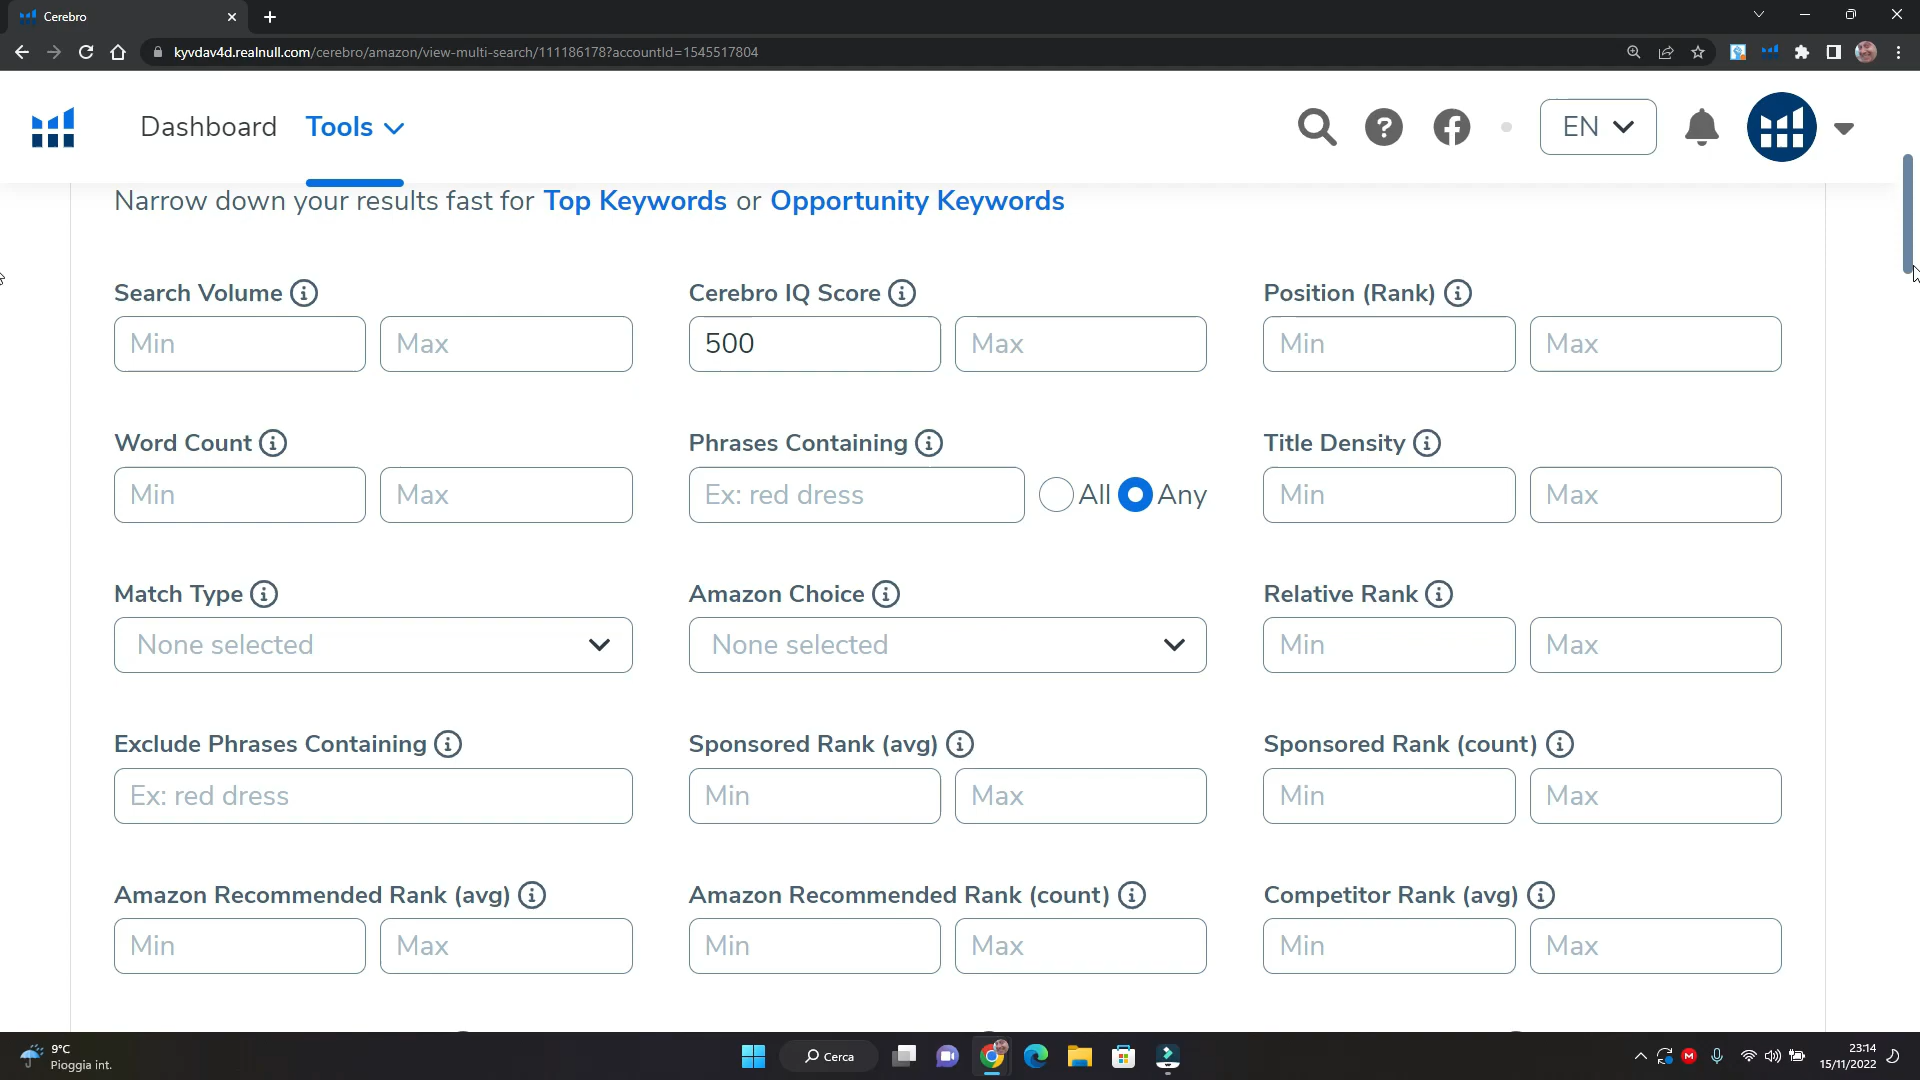 Cerebro
kyvdav4d.realnull.com/cerebro/amazon/view-multi-search/111186178?accountId=1545517804
Dashboard Tools EN
Narrow down your results fast for Top Keywords or Opportunity Keywords
Search Volume Cerebro IQ Score Position (Rank)
Min Max 500 Max Min Max
Word Count Phrases Containing Title Density
Min Max Ex: red dress All Any Min Max
Match Type Amazon Choice Relative Rank
None selected None selected Min Max
Exclude Phrases Containing Sponsored Rank (avg) Sponsored Rank (count)
Ex: red dress Min Max Min Max
Amazon Recommended Rank (avg) Amazon Recommended Rank (count) Competitor Rank (avg)
Min Max Min Max Min Max
9°C
Pioggia int.
Cerca
23:14
15/11/2022